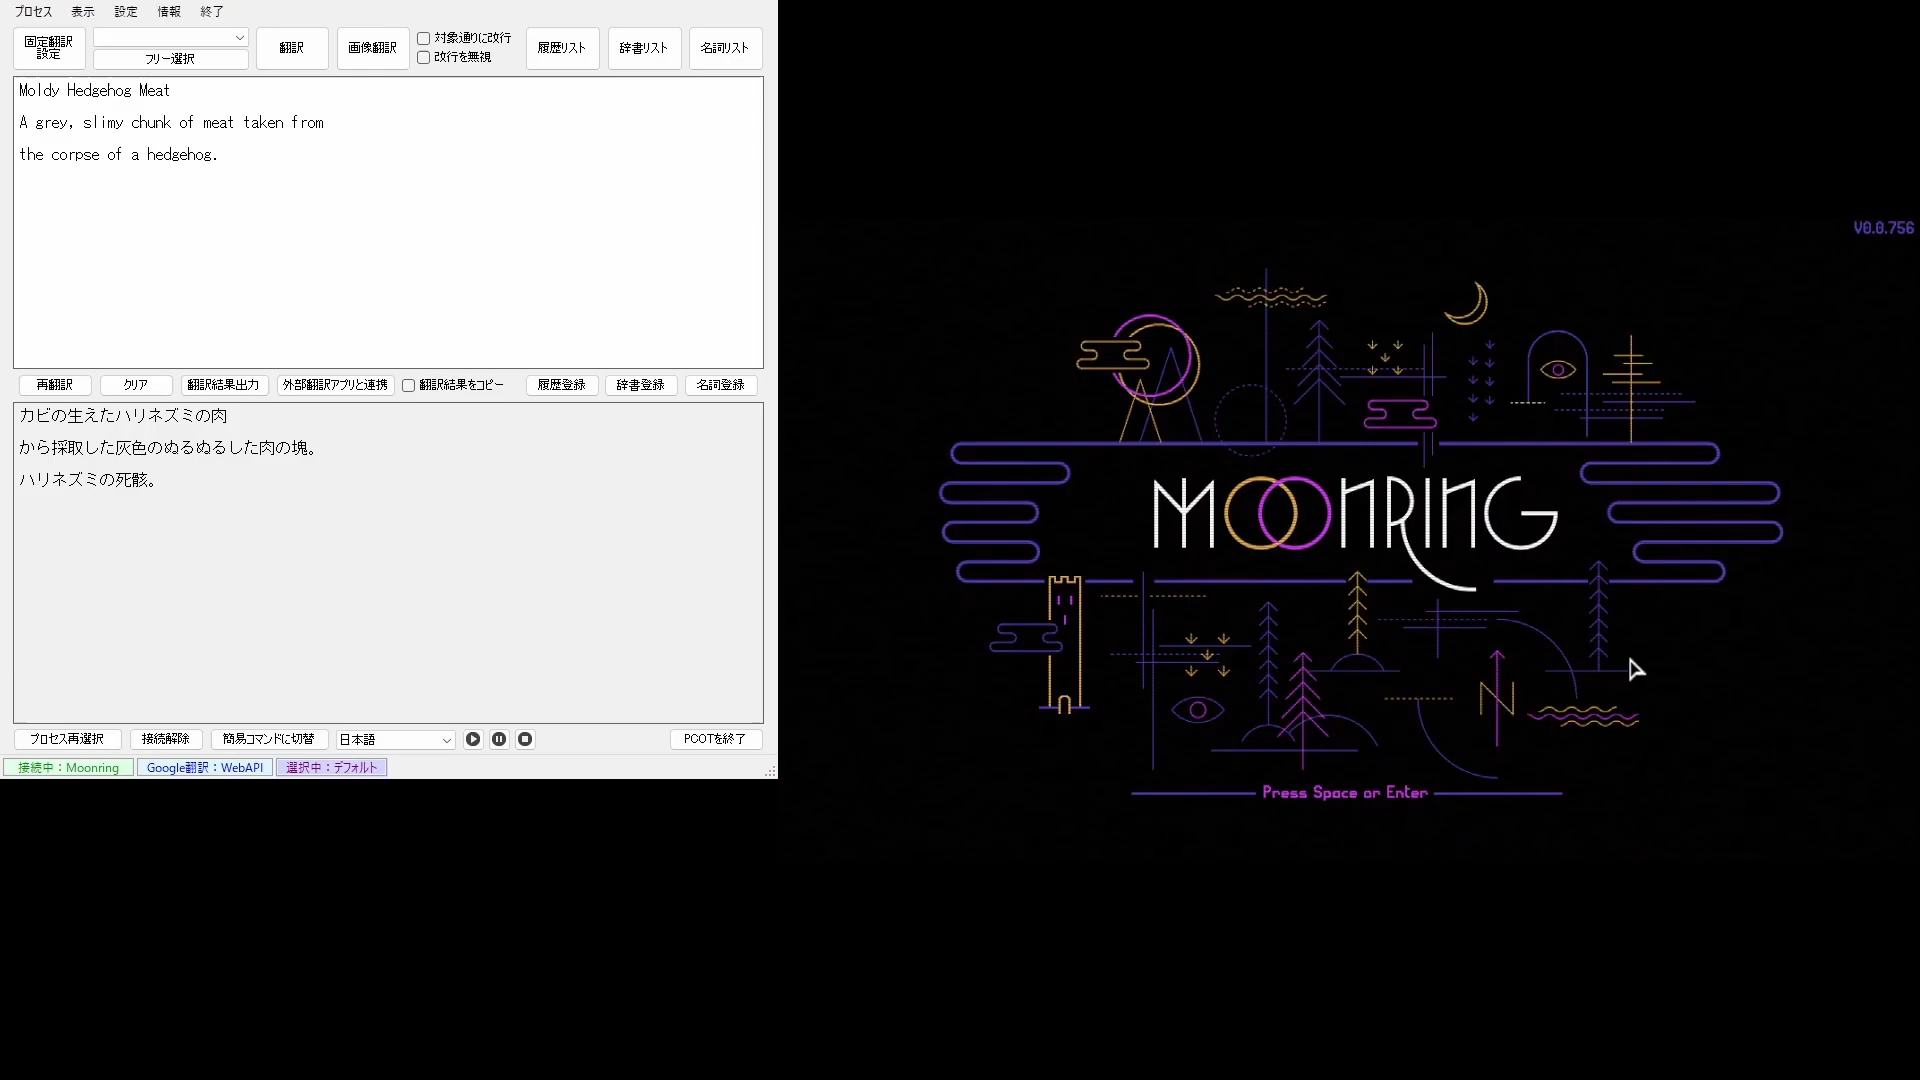 プロセス 表示 設定 情報 終了
固定翻訳
設定
フリー選択
翻訳
画像翻訳
対象通りに改行
改行を無視
履歴リスト
辞書リスト
名詞リスト
Moldy Hedgehog Meat
A grey, slimy chunk of meat taken from
the corpse of a hedgehog.
再翻訳 クリア 翻訳結果出力 外部翻訳アプリと連携 翻訳結果をコピー 履歴登録 辞書登録 名詞登録
カビの生えたハリネズミの肉
から採取した灰色のぬるぬるした肉の塊。
ハリネズミの死骸。
プロセス再選択 接続解除 簡易コマンドに切替 日本語 PCOTを終了
接続中：Moonring Google翻訳：WebAPI 選択中：デフォルト
V0.0.756
MOONRING
N
Press Space or Enter